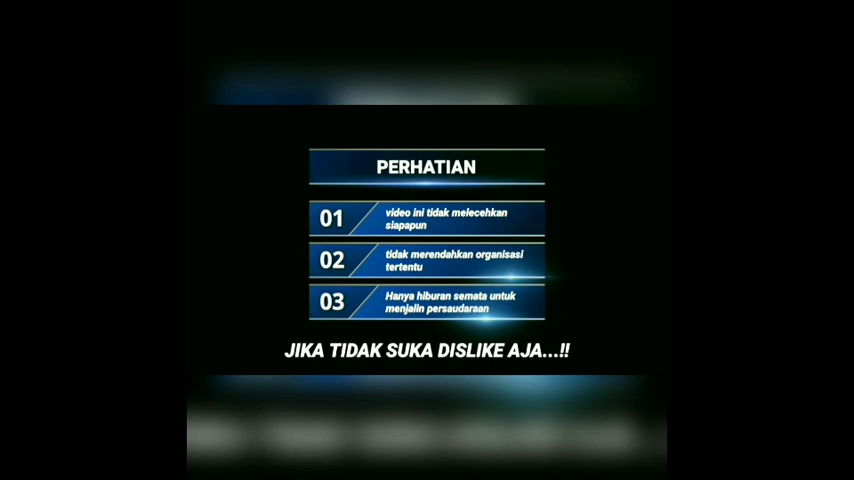 PERHATIAN
01
video ini tidak melecehkan
siapapun
02
tidak merendahkan organisasi
tertentu
03
Hanya hiburan semata untuk
menjalin persaudaraan
JIKA TIDAK SUKA DISLIKE AJA...!!